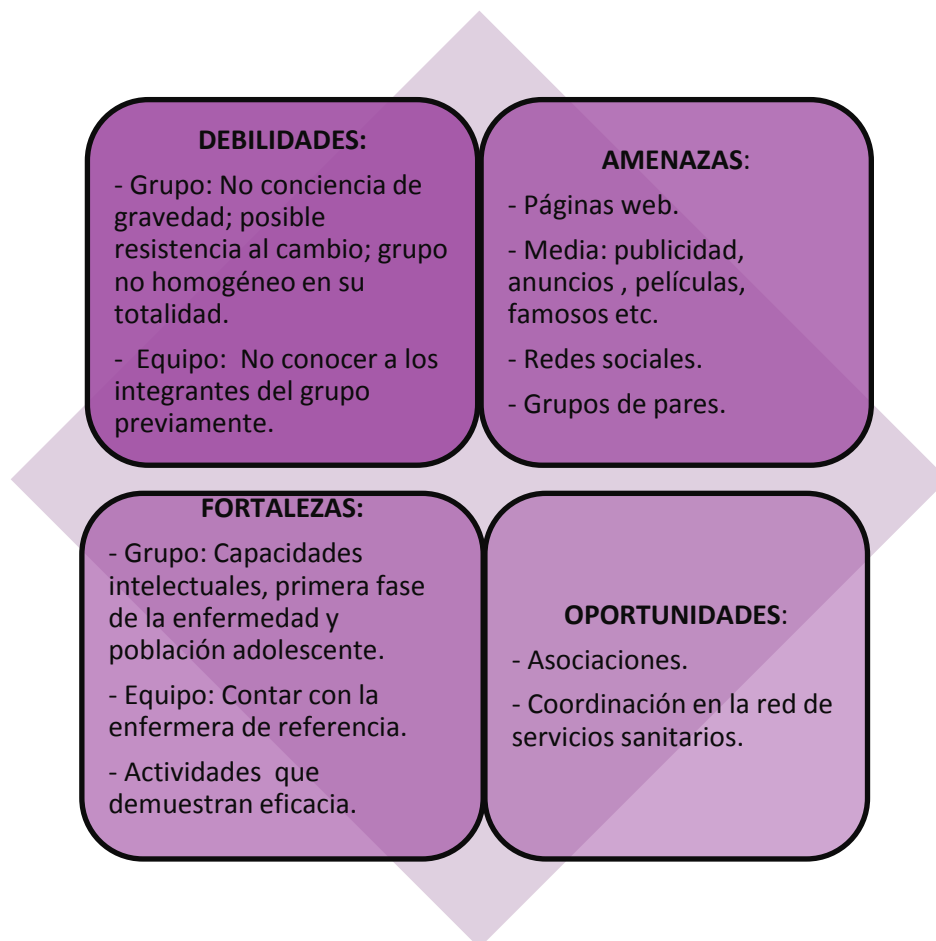 DEBILIDADES:
- Grupo: No conciencia de
gravedad; posible
resistencia al cambio; grupo
no homogéneo en su
totalidad.
- Equipo: No conocer a los
integrantes del grupo
previamente.
AMENAZAS:
- Páginas web.
- Media: publicidad,
anuncios , películas,
famosos etc.
- Redes sociales.
- Grupos de pares.
FORTALEZAS:
- Grupo: Capacidades
intelectuales, primera fase
de la enfermedad y
población adolescente.
- Equipo: Contar con la
enfermera de referencia.
- Actividades que
demuestran eficacia.
OPORTUNIDADES:
- Asociaciones.
- Coordinación en la red de
servicios sanitarios.